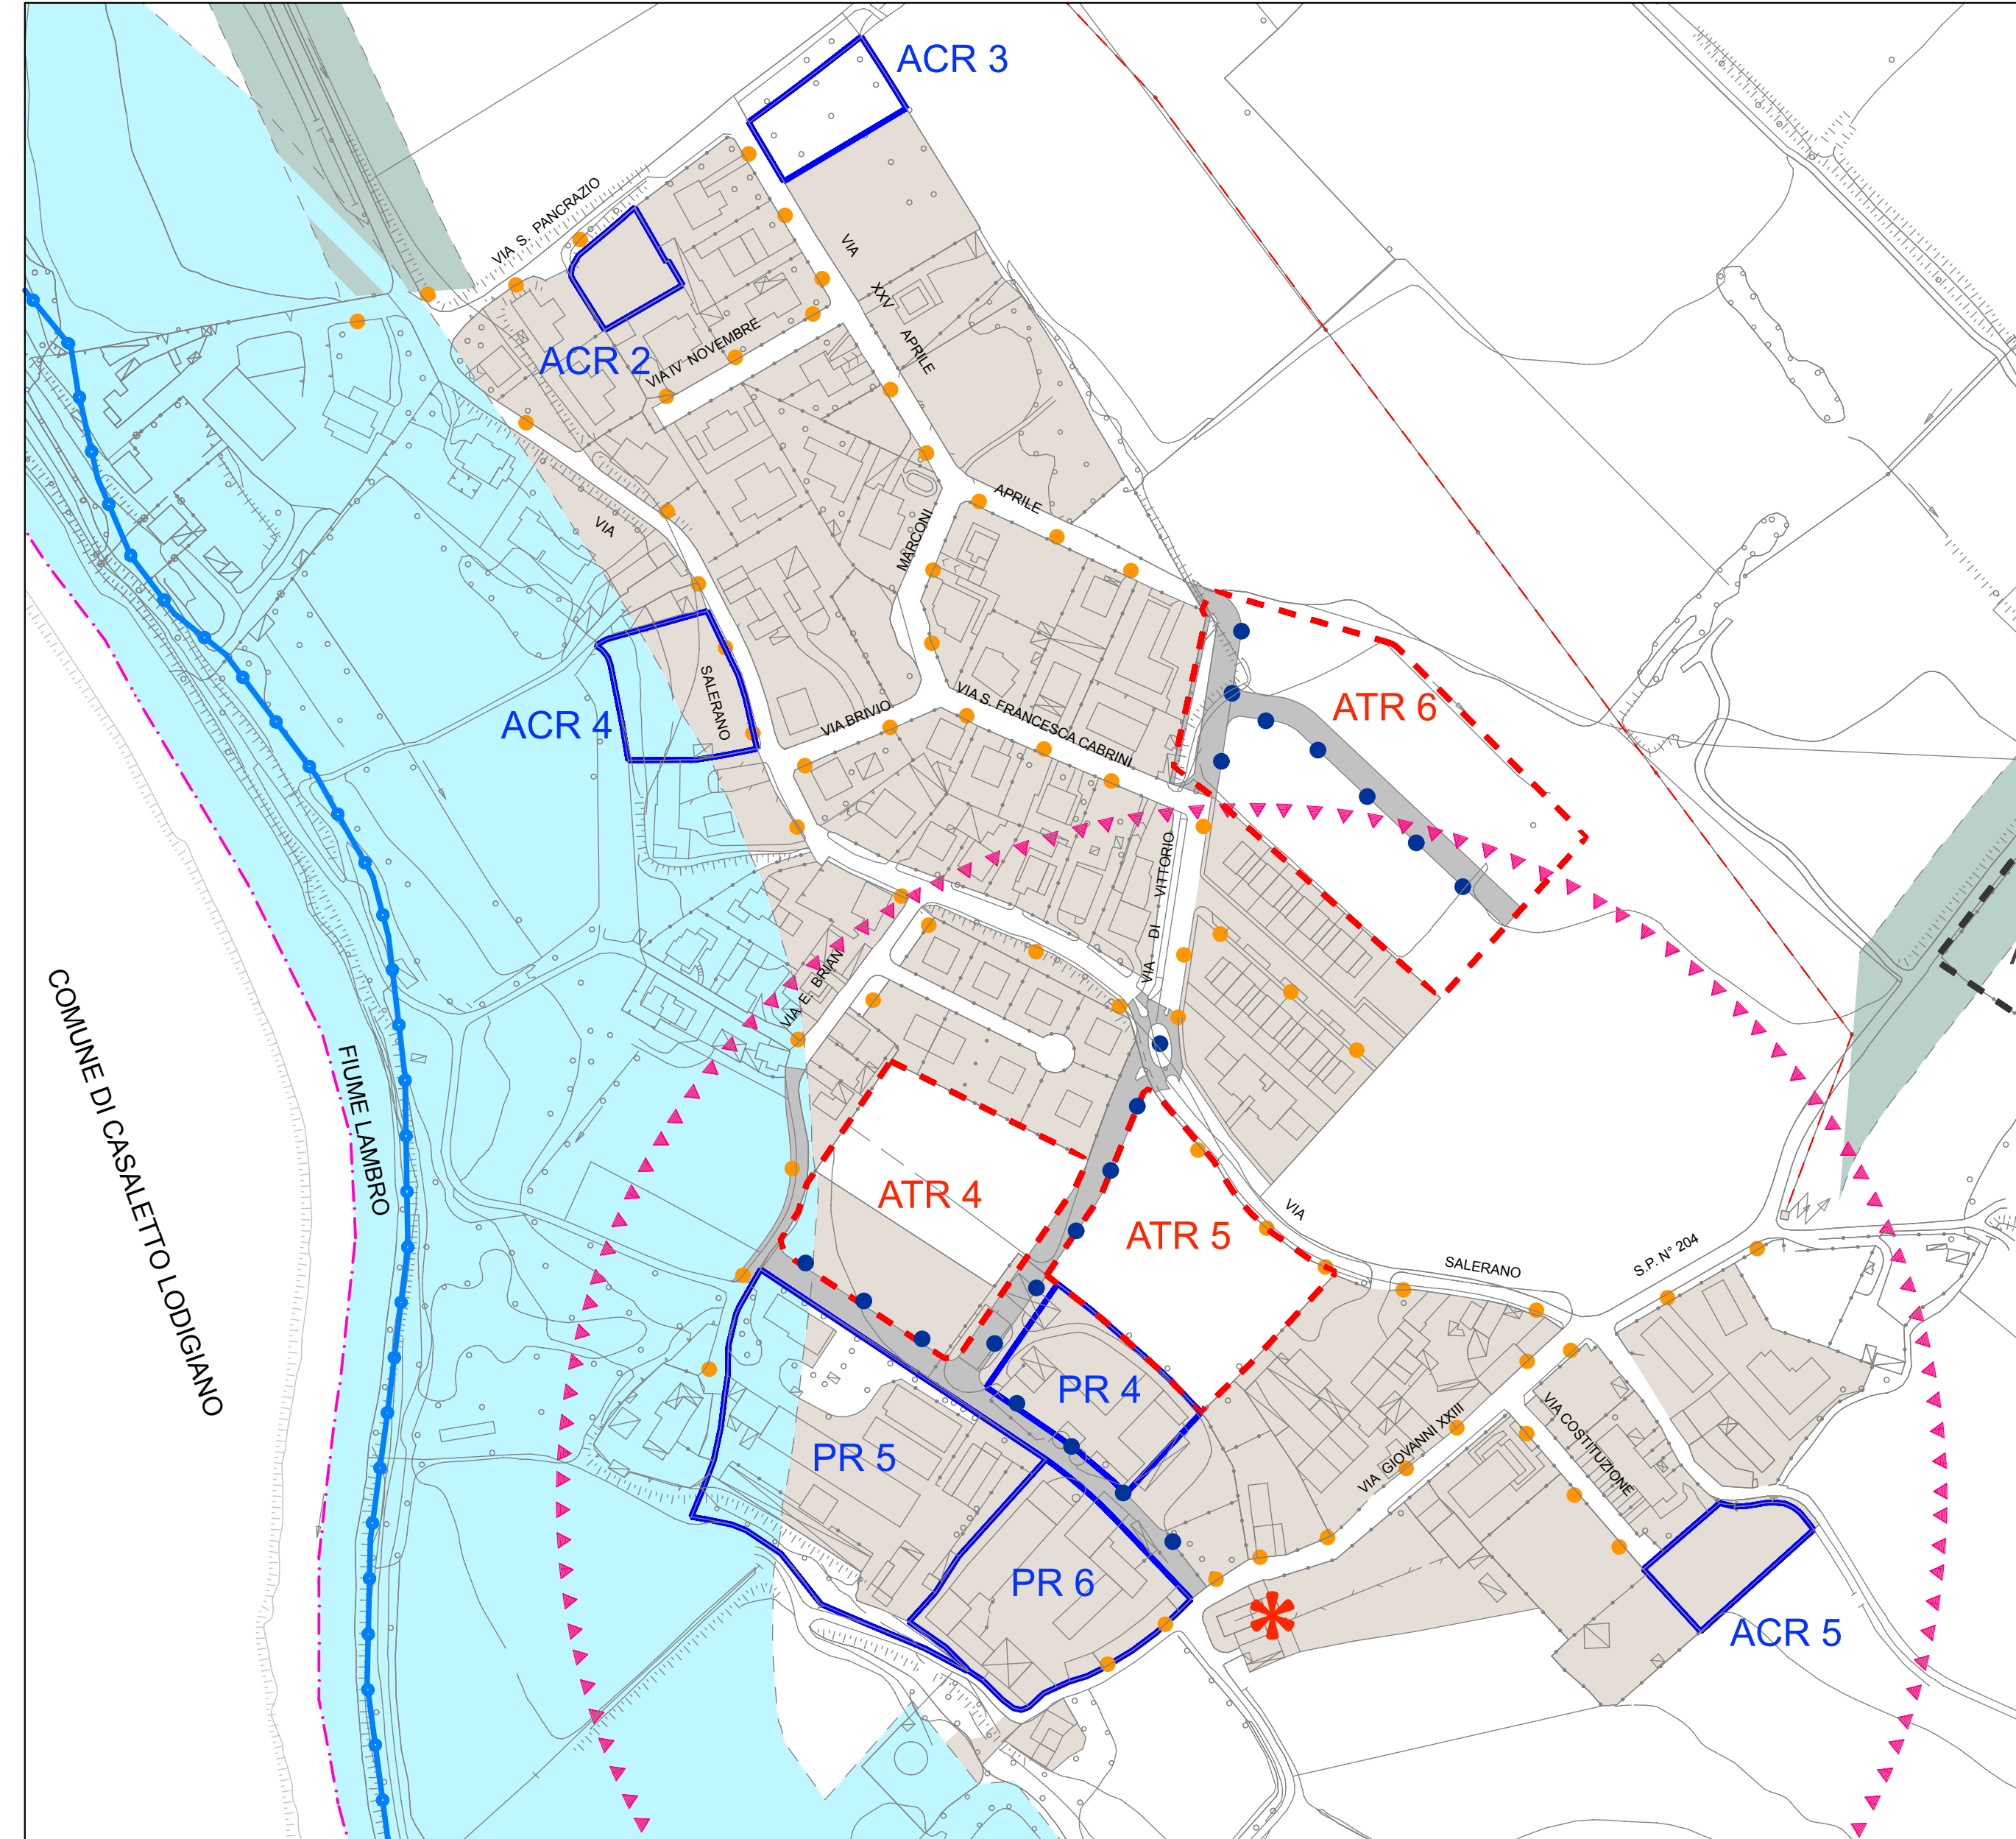 ACR 3
VIA S. PANCRAZIO
VIA
XXV
APRILE
ACR 2
VIA IV NOVEMBRE
APRILE
MARCONI
VIA
SALERANO
ACR 4
VIA BRIVIO
VIA S. FRANCESCA CABRINI
ATR 6
VIA DI VITTORIO
VIA E. BRIAN
COMUNE DI CASALETTO LODIGIANO
FIUME LAMBRO
ATR 4
ATR 5
VIA
SALERANO
S.P. N° 204
PR 4
PR 5
VIA GIOVANNI XXIII
VIA COSTITUZIONE
PR 6
ACR 5